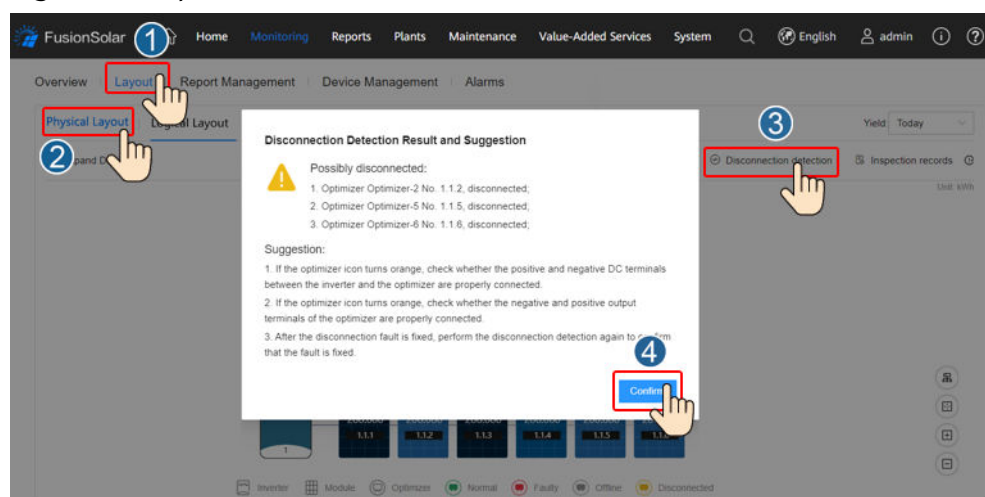 FusionSolar 1 Home Monitoring Reports Plants Maintenance Value-Added Services System English admin
Overview Layout Report Management Device Management Alarms
Physical Layout Logical Layout
3
Yield: Today
2
Disconnection detection Inspection records
Unit: kWh
Disconnection Detection Result and Suggestion
Possibly disconnected:
1. Optimizer Optimizer-2 No. 1.1.2, disconnected;
2. Optimizer Optimizer-5 No. 1.1.5, disconnected;
3. Optimizer Optimizer-6 No. 1.1.6, disconnected;
Suggestion:
1. If the optimizer icon turns orange, check whether the positive and negative DC terminals
between the inverter and the optimizer are properly connected.
2. If the optimizer icon turns orange, check whether the negative and positive output
terminals of the optimizer are properly connected.
3. After the disconnection fault is fixed, perform the disconnection detection again to confirm
that the fault is fixed.
4
Confirm
1.1.1 1.1.2 1.1.3 1.1.4 1.1.5
1
Inverter Module Optimizer Normal Faulty Offline Disconnected